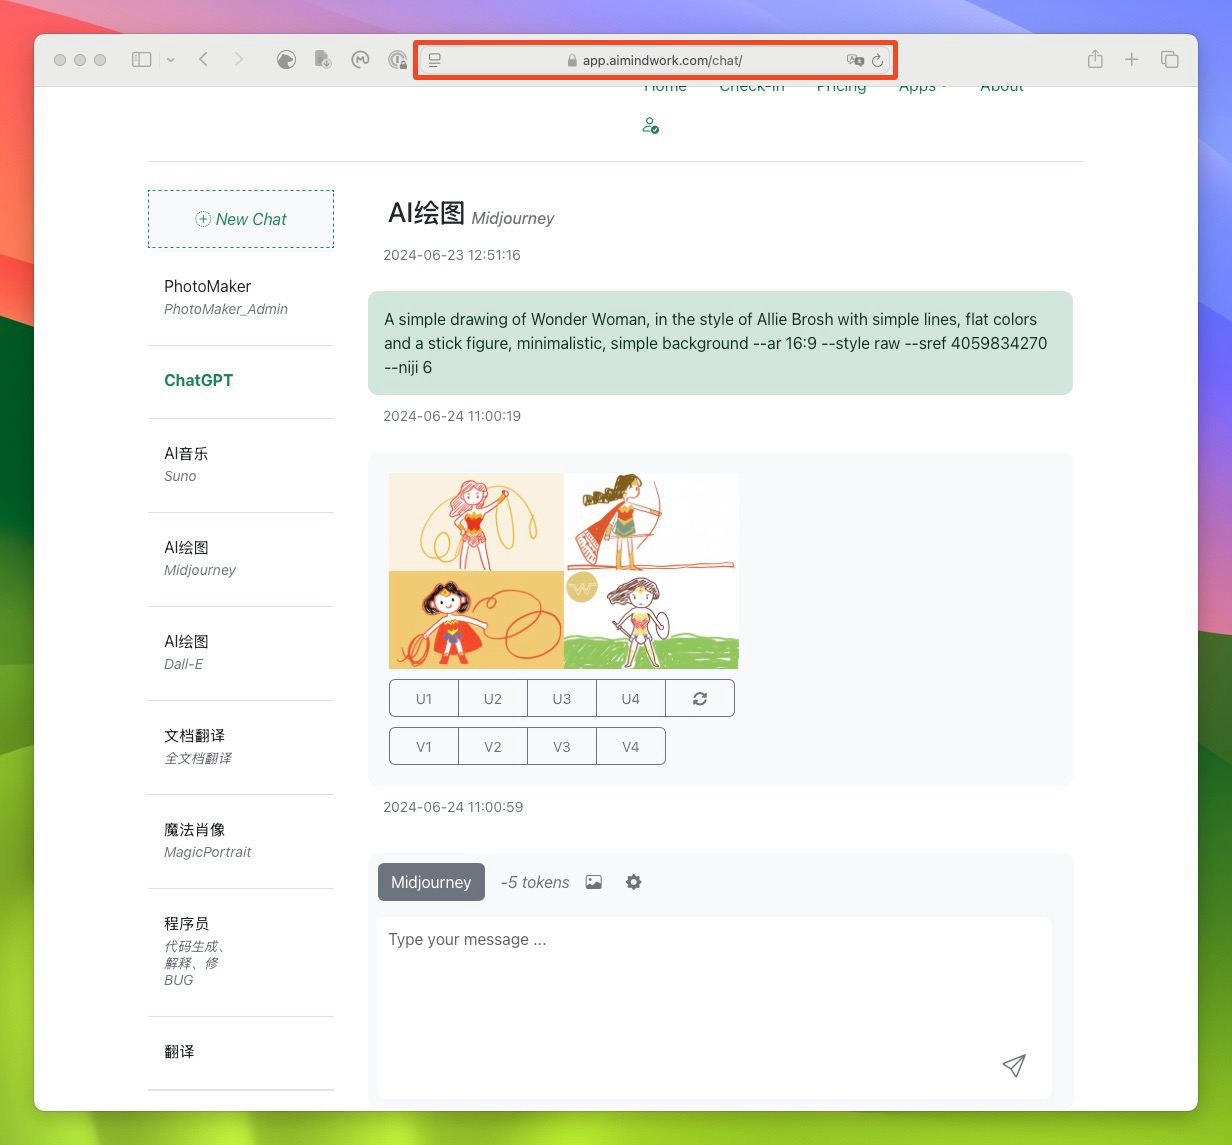 app.aimindwork.com/chat/
Home Check-in Pricing Apps About
New Chat
PhotoMaker
PhotoMaker_Admin
ChatGPT
AI音乐
Suno
AI绘图
Midjourney
AI绘图
Dall-E
文档翻译
全文档翻译
魔法肖像
MagicPortrait
程序员
代码生成、
解释、修
BUG
翻译
AI绘图 Midjourney
2024-06-23 12:51:16
A simple drawing of Wonder Woman, in the style of Allie Brosh with simple lines, flat colors
and a stick figure, minimalistic, simple background --ar 16:9 --style raw --sref 4059834270
--niji 6
2024-06-24 11:00:19
U1 U2 U3 U4
V1 V2 V3 V4
2024-06-24 11:00:59
Midjourney -5 tokens
Type your message ...